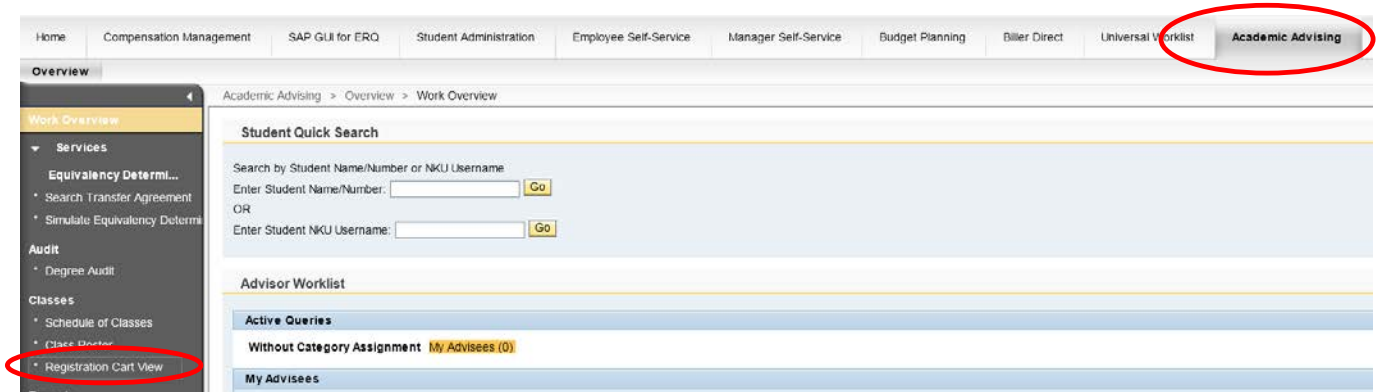 Home Compensation Management SAP GUI for ERQ Student Administration Employee Self-Service Manager Self-Service Budget Planning Biller Direct Universal Worklist Academic Advising
Overview
Academic Advising > Overview > Work Overview
Work Overview
Services
Equivalency Determi...
Search Transfer Agreement
Simulate Equivalency Determi
Audit
Degree Audit
Classes
Schedule of Classes
Class Roster
Registration Cart View
Student Quick Search
Search by Student Name/Number or NKU Username
Enter Student Name/Number: Go
OR
Enter Student NKU Username: Go
Advisor Worklist
Active Queries
Without Category Assignment My Advisees (0)
My Advisees